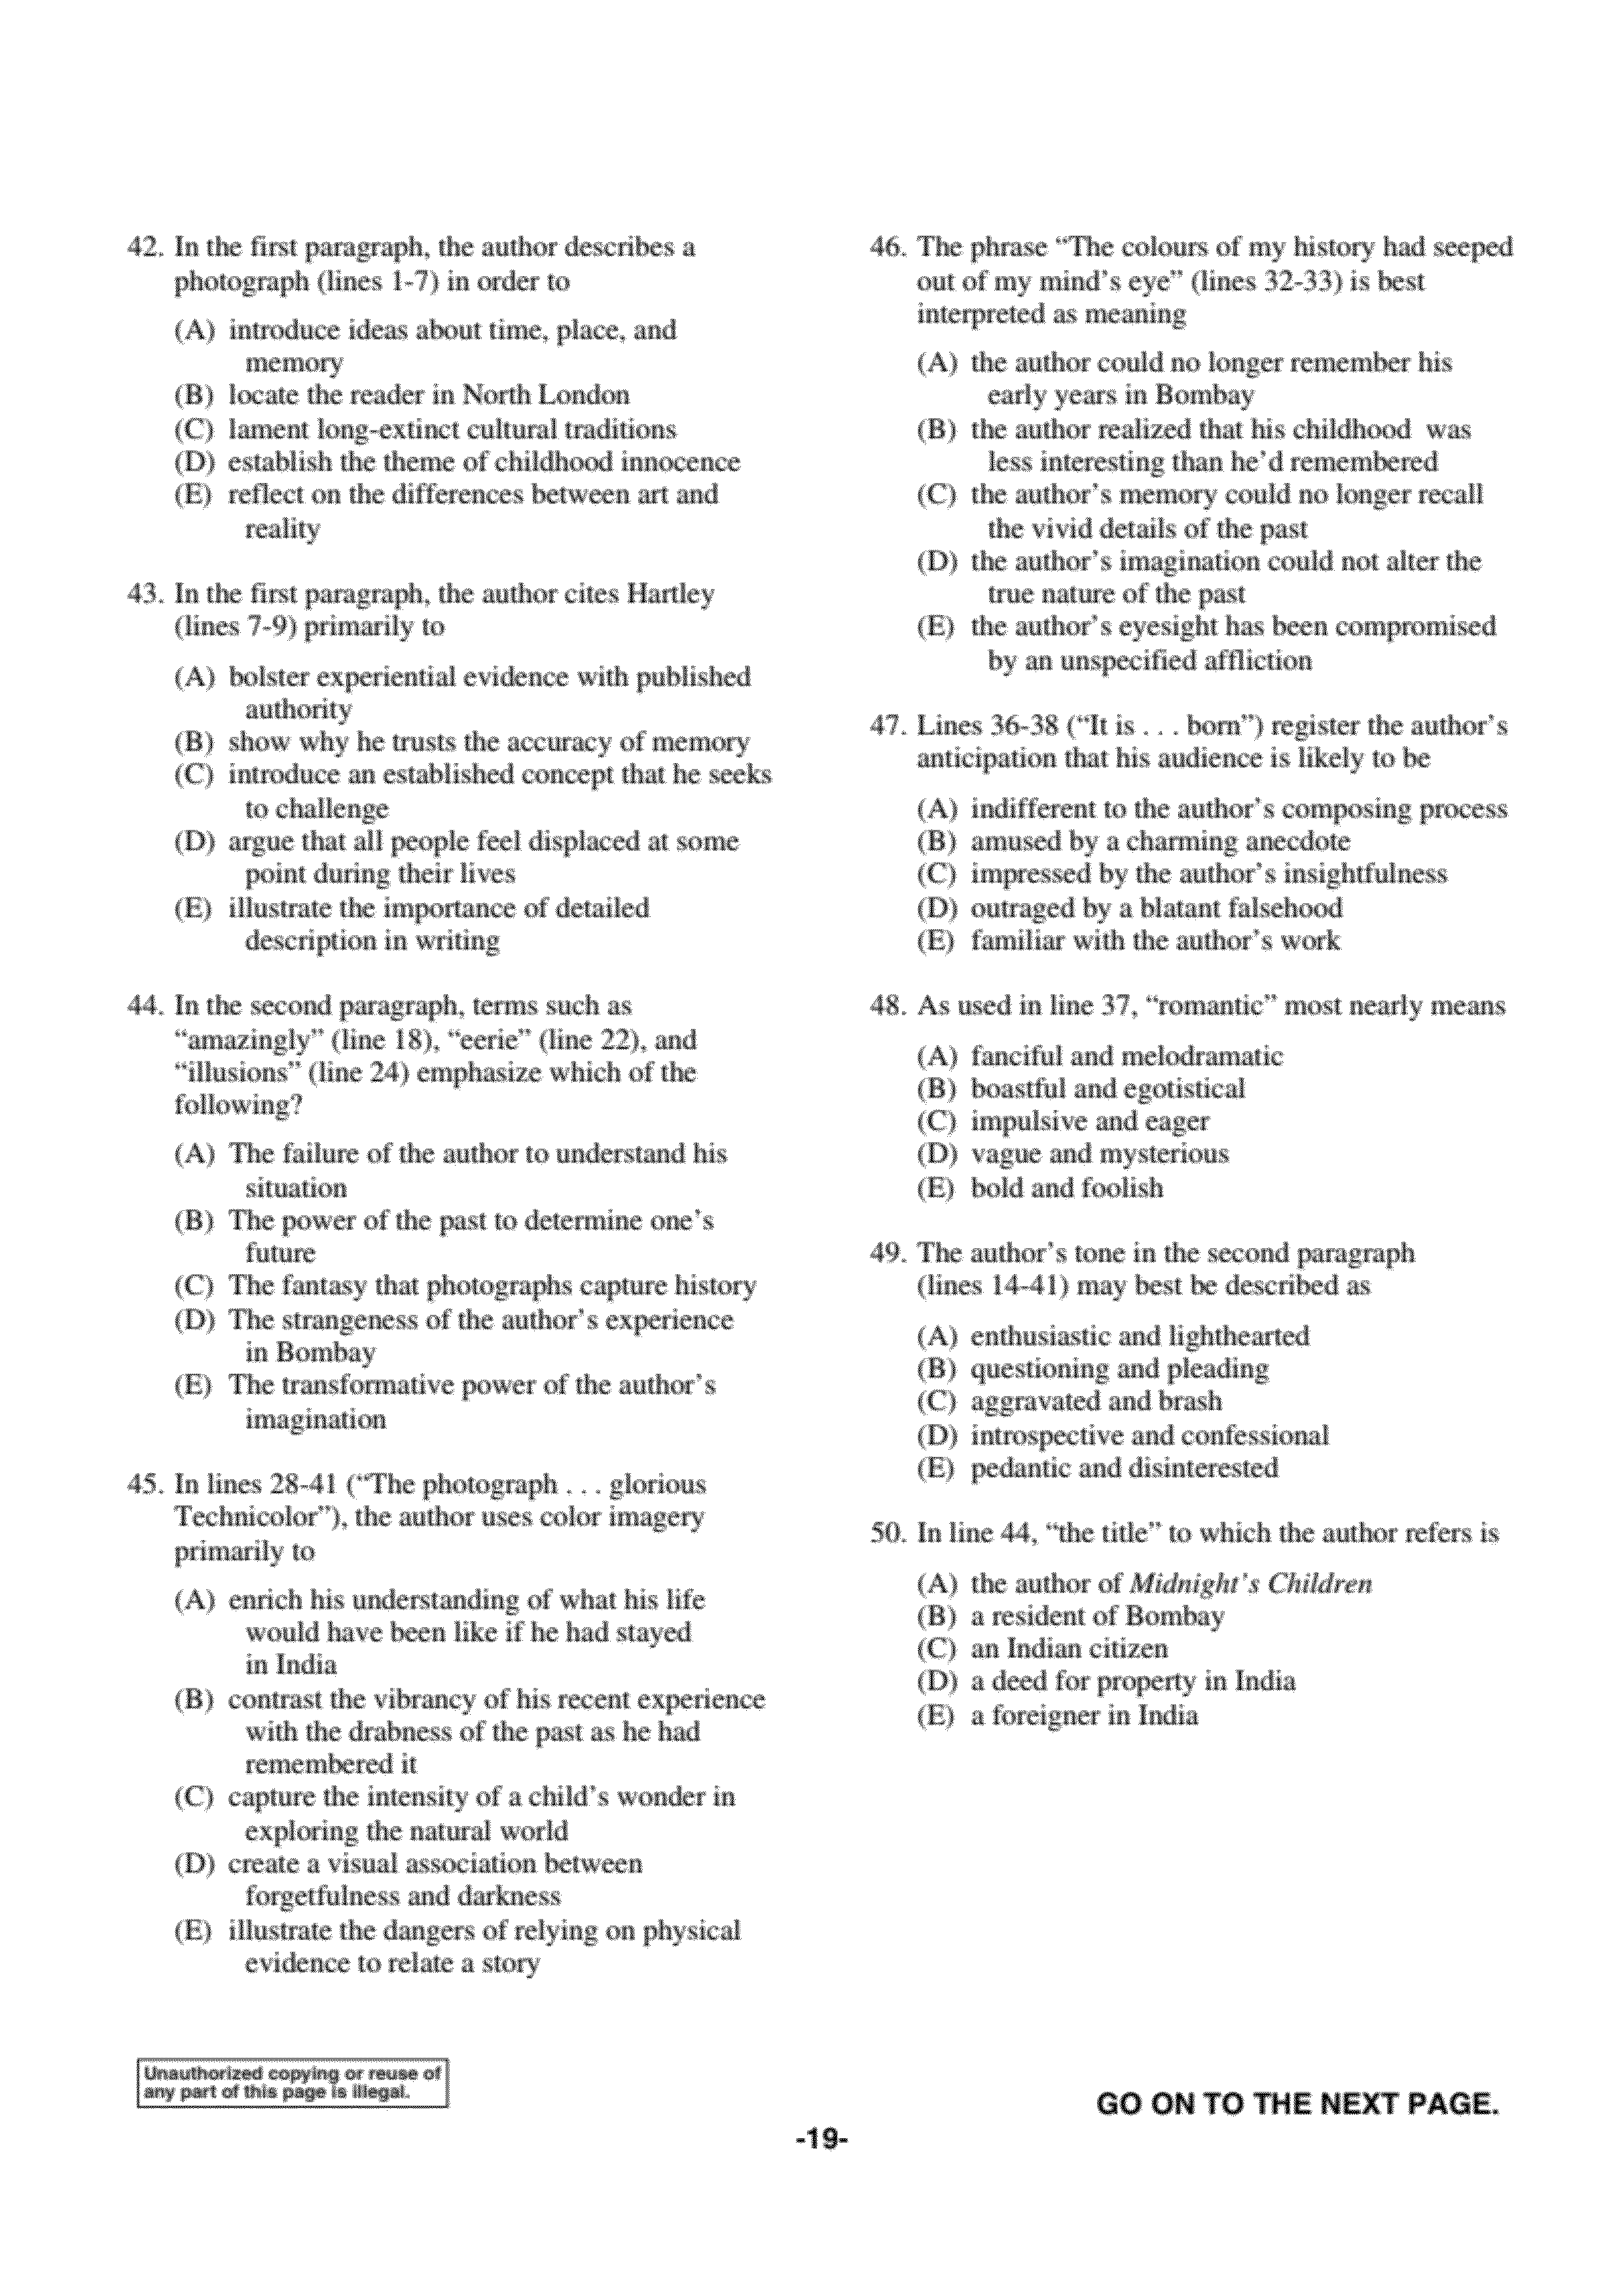 42. In the first paragraph, the author describes a
photograph (lines 1-7) in order to
(A) introduce ideas about time, place, and
memory
(B) locate the reader in North London
(C) lament long-extinct cultural traditions
(D) establish the theme of childhood innocence
(E) reflect on the differences between art and
reality
43. In the first paragraph, the author cites Hartley
(lines 7-9) primarily to
(A) bolster experiential evidence with published
authority
(B) show why he trusts the accuracy of memory
(C) introduce an established concept that he seeks
to challenge
(D) argue that all people feel displaced at some
point during their lives
(E) illustrate the importance of detailed
description in writing
44. In the second paragraph, terms such as
“amazingly” (line 18), “eerie” (line 22), and
“illusions” (line 24) emphasize which of the
following?
(A) The failure of the author to understand his
situation
(B) The power of the past to determine one’s
future
(C) The fantasy that photographs capture history
(D) The strangeness of the author’s experience
in Bombay
(E) The transformative power of the author’s
imagination
45. In lines 28-41 (“The photograph . . . glorious
Technicolor”), the author uses color imagery
primarily to
(A) enrich his understanding of what his life
would have been like if he had stayed
in India
(B) contrast the vibrancy of his recent experience
with the drabness of the past as he had
remembered it
(C) capture the intensity of a child’s wonder in
exploring the natural world
(D) create a visual association between
forgetfulness and darkness
(E) illustrate the dangers of relying on physical
evidence to relate a story
46. The phrase “The colours of my history had seeped
out of my mind’s eye” (lines 32-33) is best
interpreted as meaning
(A) the author could no longer remember his
early years in Bombay
(B) the author realized that his childhood was
less interesting than he’d remembered
(C) the author’s memory could no longer recall
the vivid details of the past
(D) the author’s imagination could not alter the
true nature of the past
(E) the author’s eyesight has been compromised
by an unspecified affliction
47. Lines 36-38 (“It is . . . born”) register the author’s
anticipation that his audience is likely to be
(A) indifferent to the author’s composing process
(B) amused by a charming anecdote
(C) impressed by the author’s insightfulness
(D) outraged by a blatant falsehood
(E) familiar with the author’s work
48. As used in line 37, “romantic” most nearly means
(A) fanciful and melodramatic
(B) boastful and egotistical
(C) impulsive and eager
(D) vague and mysterious
(E) bold and foolish
49. The author’s tone in the second paragraph
(lines 14-41) may best be described as
(A) enthusiastic and lighthearted
(B) questioning and pleading
(C) aggravated and brash
(D) introspective and confessional
(E) pedantic and disinterested
50. In line 44, “the title” to which the author refers is
(A) the author of Midnight’s Children
(B) a resident of Bombay
(C) an Indian citizen
(D) a deed for property in India
(E) a foreigner in India
Unauthorized copying or reuse of
any part of this page is illegal.
GO ON TO THE NEXT PAGE.
-19-